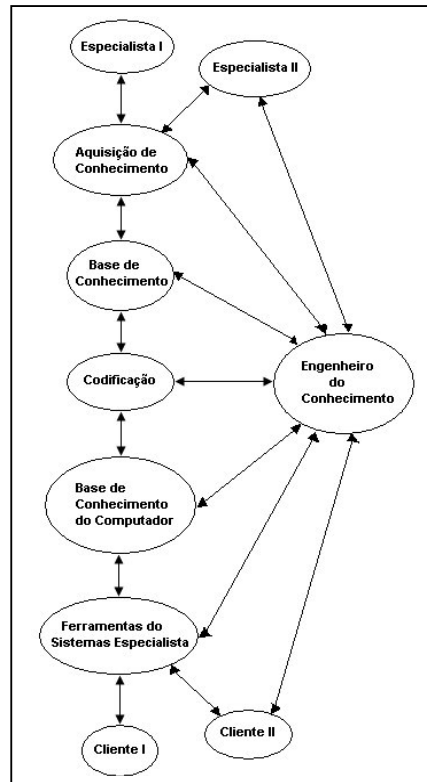 Especialista I
Especialista II
Aquisição de
Conhecimento
Base de
Conhecimento
Engenheiro
do
Conhecimento
Codificação
Base de
Conhecimento
do Computador
Ferramentas do
Sistemas Especialista
Cliente II
Cliente I